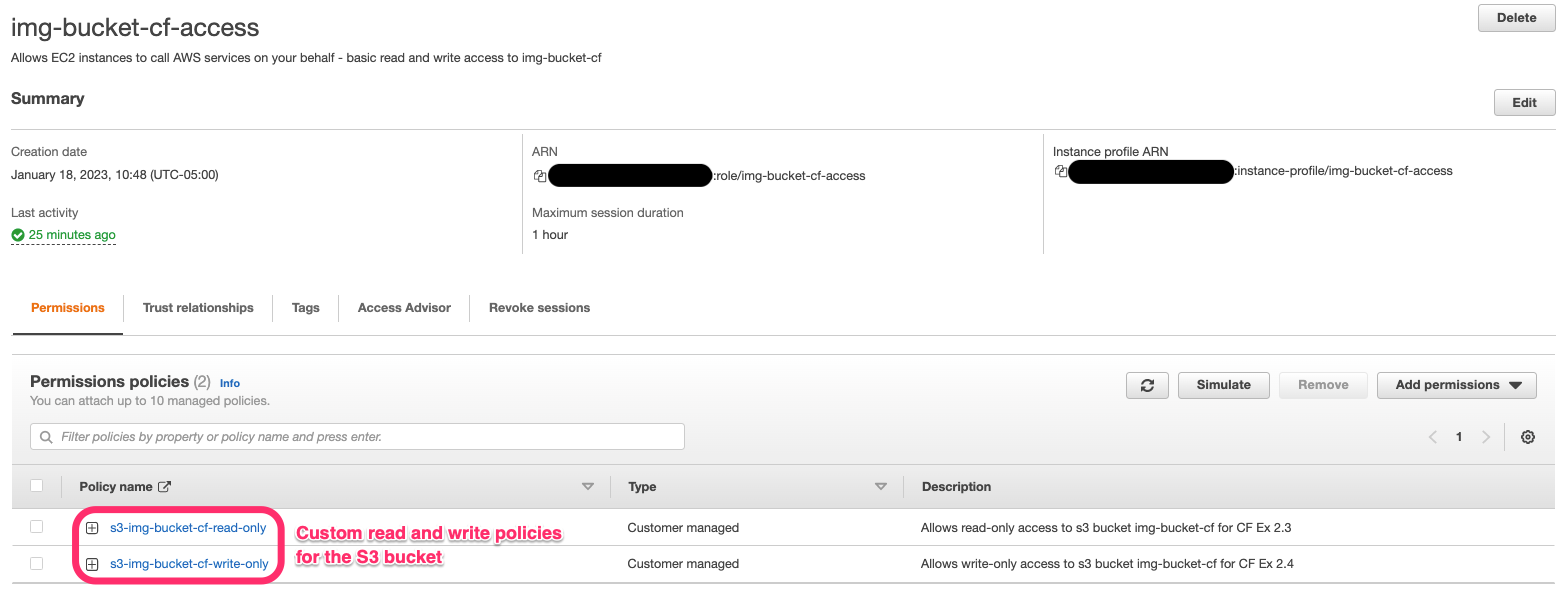 img-bucket-cf-access
Delete
Allows EC2 instances to call AWS services on your behalf - basic read and write access to img-bucket-cf
Summary
Edit
Creation date
January 18, 2023, 10:48 (UTC-05:00)
Last activity
25 minutes ago
ARN
:role/img-bucket-cf-access
Maximum session duration
1 hour
Instance profile ARN
:instance-profile/img-bucket-cf-access
Permissions Trust relationships Tags Access Advisor Revoke sessions
Permissions policies (2) Info
You can attach up to 10 managed policies.
Simulate Remove Add permissions
Filter policies by property or policy name and press enter.
1
Policy name Type Description
s3-img-bucket-cf-read-only Customer managed Allows read-only access to s3 bucket img-bucket-cf for CF Ex 2.3
s3-img-bucket-cf-write-only Customer managed Allows write-only access to s3 bucket img-bucket-cf for CF Ex 2.4
Custom read and write policies
for the S3 bucket